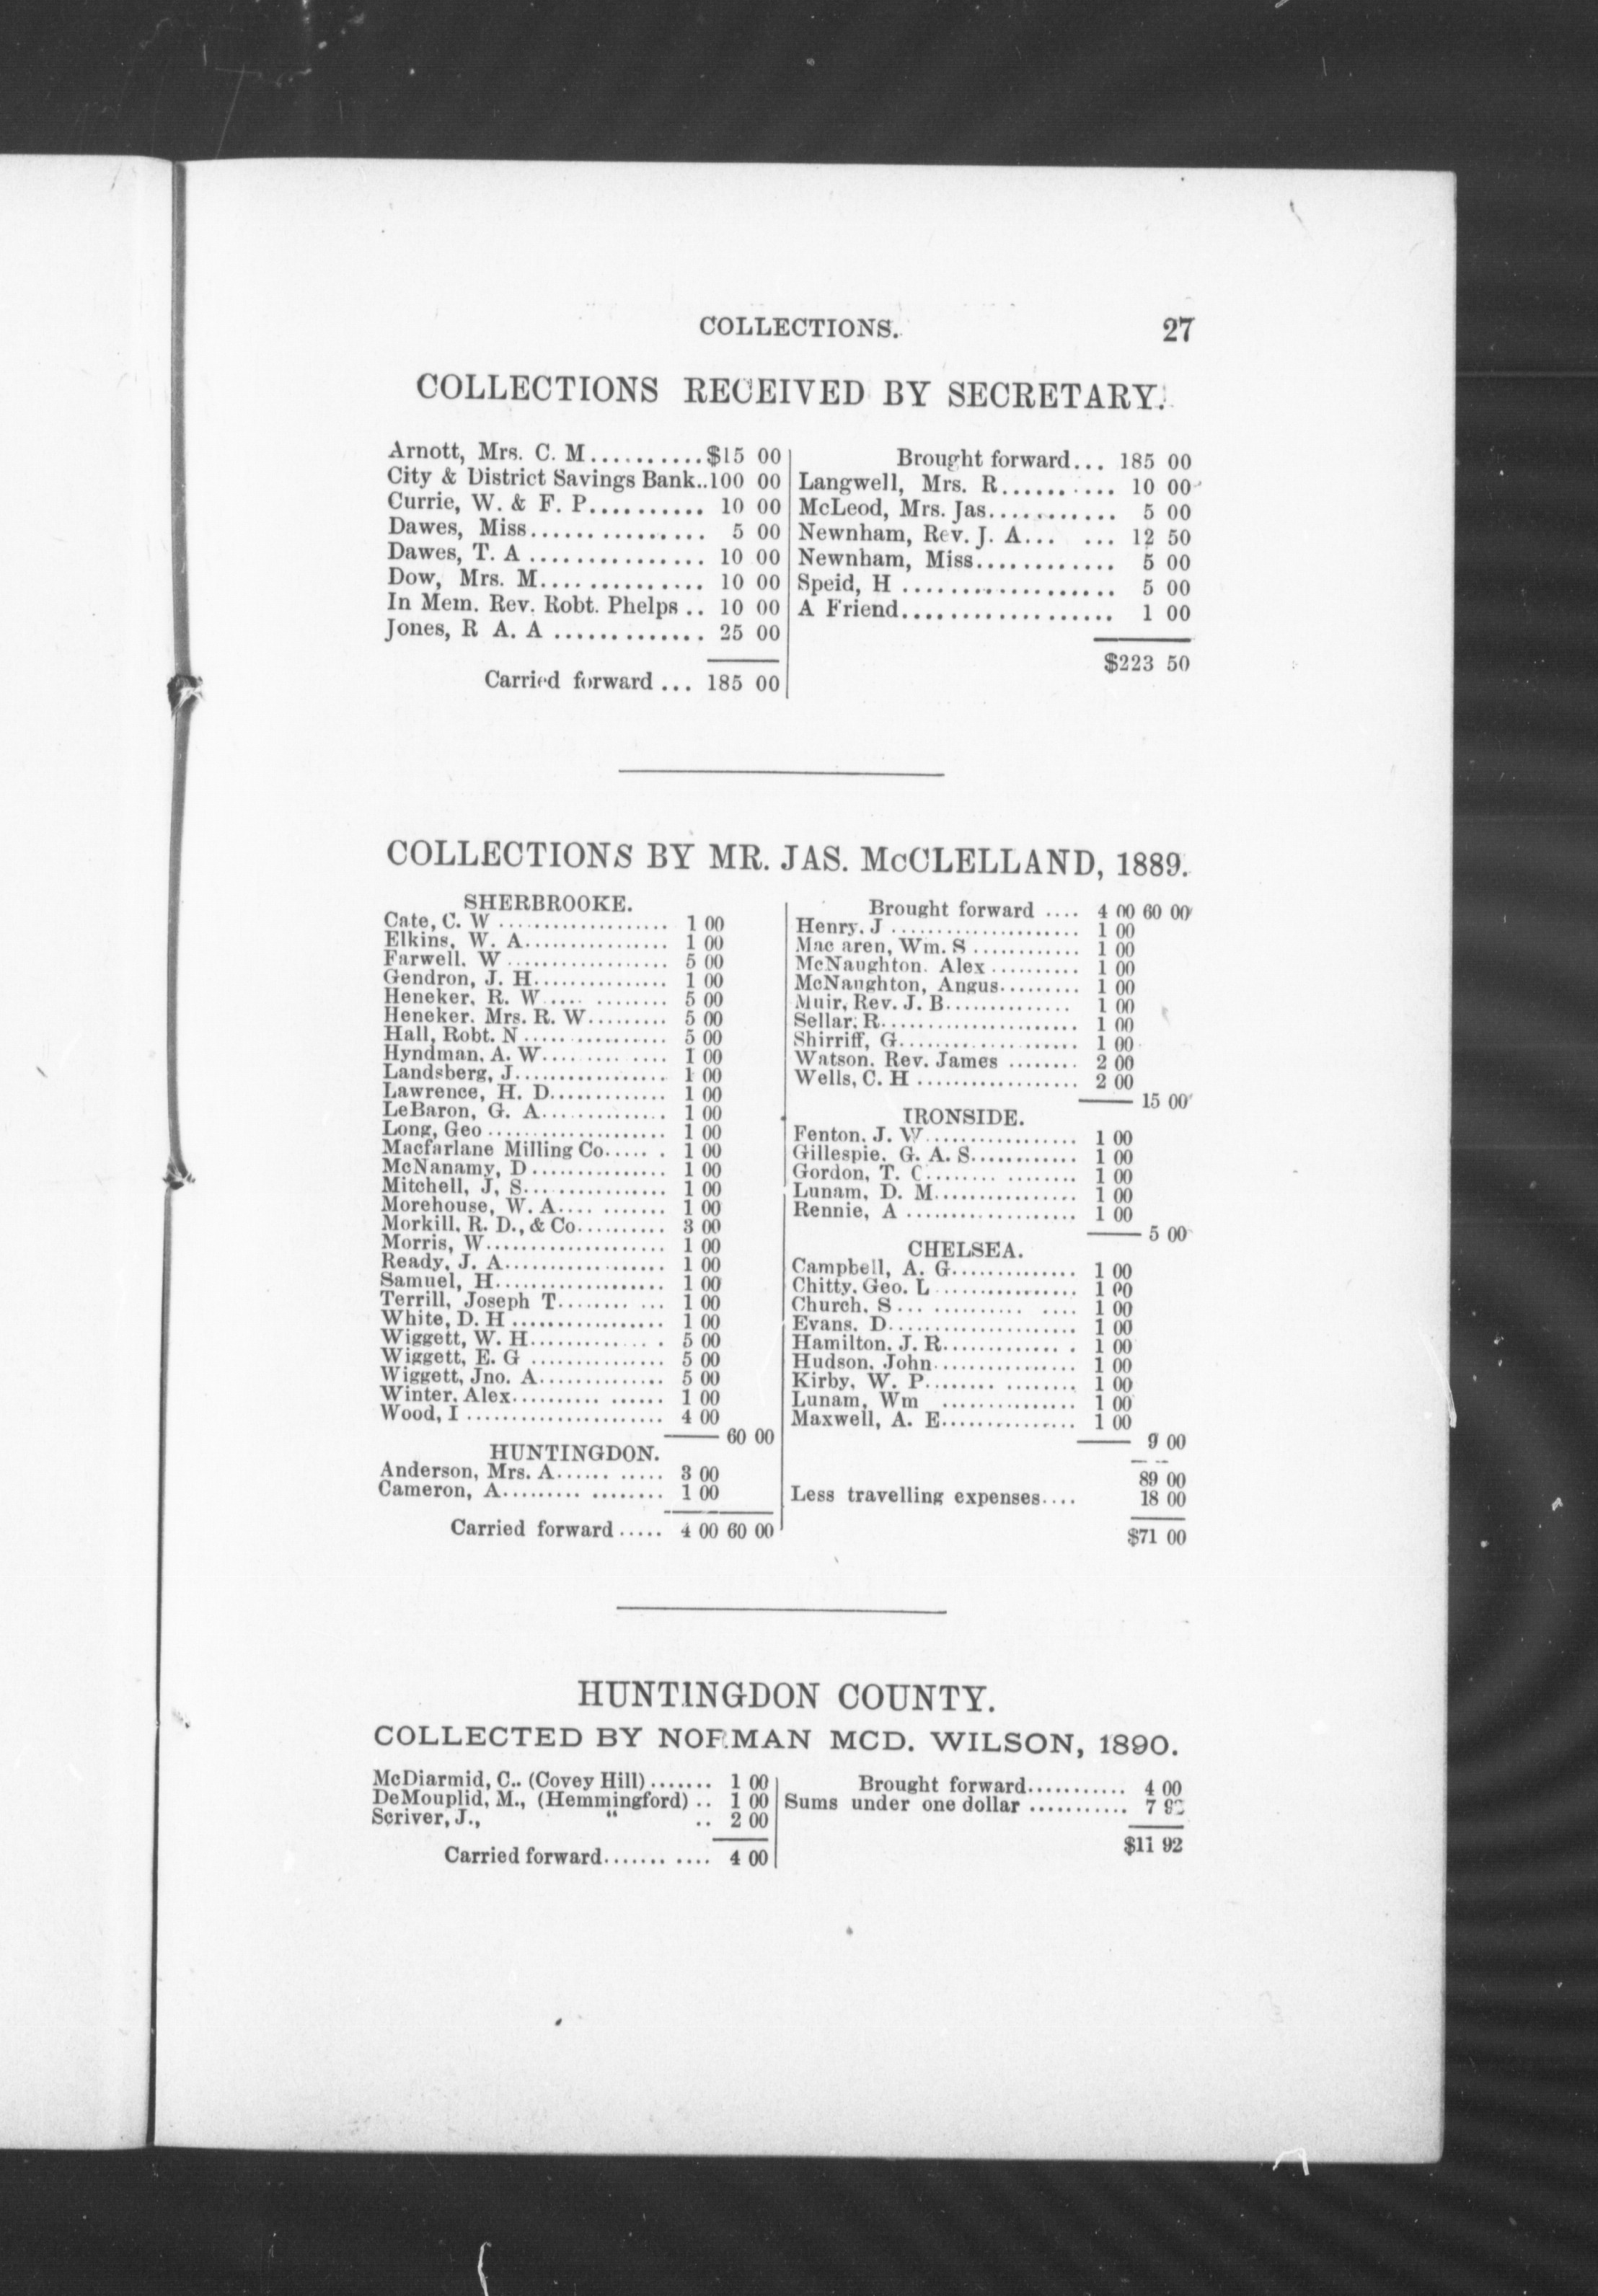 COLLECTIONS. 27
COLLECTIONS RECEIVED BY SECRETARY.
Arnott, Mrs. C. M..........$15 00
City & District Savings Bank..100 00
Currie, W. & F. P.......... 10 00
Dawes, Miss............... 5 00
Dawes, T. A ............... 10 00
Dow, Mrs. M.............. 10 00
In Mem. Rev. Robt. Phelps .. 10 00
Jones, R A. A ............. 25 00
Carried forward ... 185 00
Brought forward... 185 00
Langwell, Mrs. R.......... 10 00
McLeod, Mrs. Jas........... 5 00
Newnham, Rev. J. A... ... 12 50
Newnham, Miss............ 5 00
Speid, H .................. 5 00
A Friend................... 1 00
$223 50
COLLECTIONS BY MR. JAS. McCLELLAND, 1889.
SHERBROOKE.
Cate, C. W .................. 1 00
Elkins, W. A............... 1 00
Farwell. W ................. 5 00
Gendron, J. H............... 1 00
Heneker. R. W .... ......... 5 00
Heneker. Mrs. R. W......... 5 00
Hall, Robt. N ............... 5 00
Hyndman. A. W............. 1 00
Landsberg, J................ 1 00
Lawrence, H. D............. 1 00
LeBaron, G. A.............. 1 00
Long, Geo ................... 1 00
Macfarlane Milling Co..... . 1 00
McNanamy, D ............... 1 00
Mitchell, J, S................ 1 00
Morehouse, W. A.... ....... 1 00
Morkill. R. D., & Co.......... 3 00
Morris, W.................... 1 00
Ready, J. A.................. 1 00
Samuel, H................... 1 00
Terrill, Joseph T........ ... 1 00
White, D. H ................ 1 00
Wiggett, W. H............. . 5 00
Wiggett, E. G .............. 5 00
Wiggett, Jno. A............. 5 00
Winter. Alex.......... ...... 1 00
Wood, I ..................... 4 00
60 00
HUNTINGDON.
Anderson, Mrs. A...... ..... 3 00
Cameron, A......... ........ 1 00
Carried forward ..... 4 00 60 00
Brought forward .... 4 00 60 00
Henry. J .................... 1 00
Mac aren, Wm. S ............ 1 00
McNaughton. Alex .......... 1 00
McNaughton, Angus......... 1 00
Muir, Rev. J. B............. 1 00
Sellar, R..................... 1 00
Shirriff, G................... 1 00
Watson. Rev. James ........ 2 00
Wells, C. H ................. 2 00
15 00
IRONSIDE.
Fenton. J. W................ 1 00
Gillespie. G. A. S............ 1 00
Gordon, T. C........ ........ 1 00
Lunam, D. M............... 1 00
Rennie, A .................. 1 00
5 00
CHELSEA.
Campbell, A. G.............. 1 00
Chitty. Geo. L ............... 1 00
Church. S ... .......... .... 1 00
Evans. D.................... 1 00
Hamilton. J. R............. . 1 00
Hudson. John............... 1 00
Kirby, W. P........ ........ 1 00
Lunam, Wm .............. 1 00
Maxwell, A. E.............. 1 00
9 00
89 00
Less travelling expenses.... 18 00
$71 00
HUNTINGDON COUNTY.
COLLECTED BY NORMAN MCD. WILSON, 1890.
McDiarmid, C.. (Covey Hill) ....... 1 00
DeMouplid, M., (Hemmingford) .. 1 00
Scriver, J., “ .. 2 00
Carried forward....... .... 4 00
Brought forward........... 4 00
Sums under one dollar ........... 7 92
$11 92